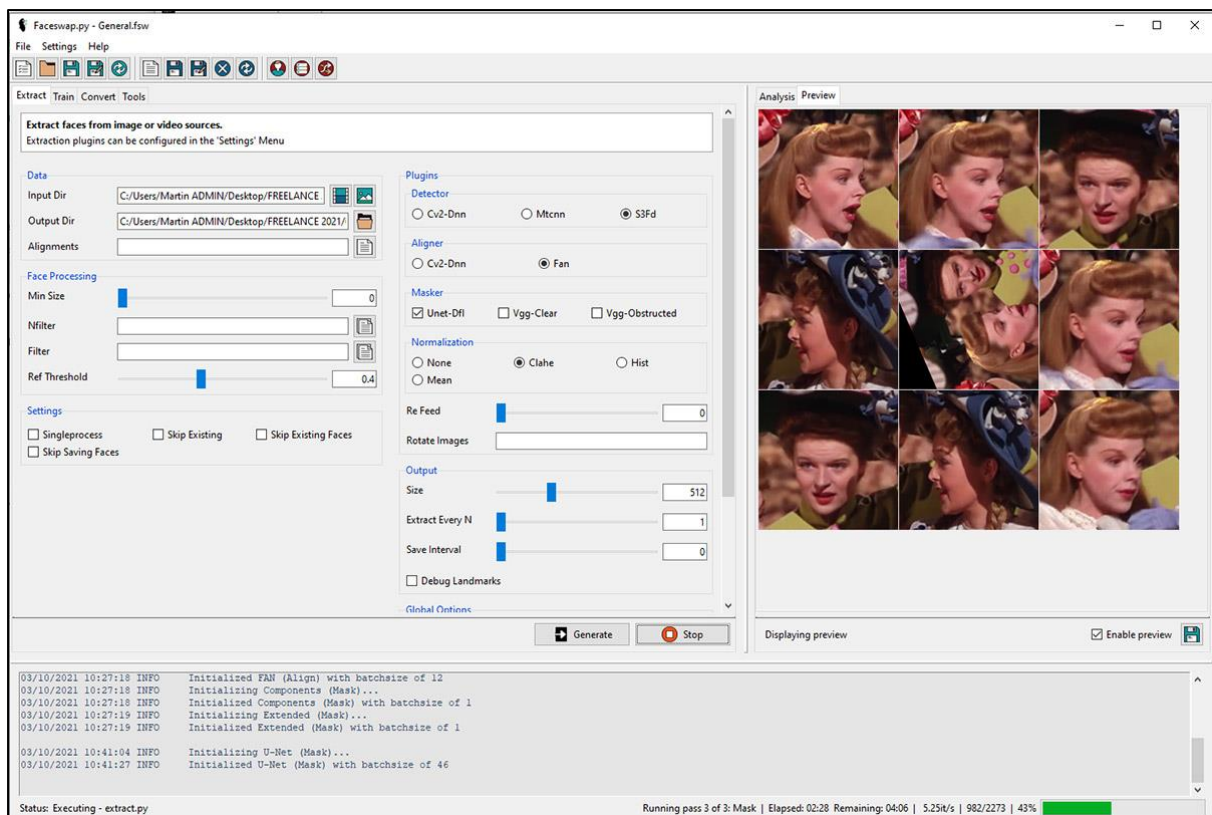 Faceswap.py - General.fsw
File Settings Help
Extract Train Convert Tools
Extract faces from image or video sources.
Extraction plugins can be configured in the 'Settings' Menu
Data
Input Dir C:/Users/Martin ADMIN/Desktop/FREELANCE
Output Dir C:/Users/Martin ADMIN/Desktop/FREELANCE 2021/
Alignments
Face Processing
Min Size 0
Nfilter
Filter
Ref Threshold 0.4
Settings
Singleprocess Skip Existing Skip Existing Faces
Skip Saving Faces
Plugins
Detector
Cv2-Dnn Mtcnn S3Fd
Aligner
Cv2-Dnn Fan
Masker
Unet-Dfl Vgg-Clear Vgg-Obstructed
Normalization
None Clahe Hist
Mean
Re Feed 0
Rotate Images
Output
Size 512
Extract Every N 1
Save Interval 0
Debug Landmarks
Global Options
Generate Stop
Analysis Preview
Displaying preview Enable preview
03/10/2021 10:27:18 INFO Initialized FAN (Align) with batchsize of 12
03/10/2021 10:27:18 INFO Initializing Components (Mask)...
03/10/2021 10:27:18 INFO Initialized Components (Mask) with batchsize of 1
03/10/2021 10:27:19 INFO Initializing Extended (Mask)...
03/10/2021 10:27:19 INFO Initialized Extended (Mask) with batchsize of 1
03/10/2021 10:41:04 INFO Initializing U-Net (Mask)...
03/10/2021 10:41:27 INFO Initialized U-Net (Mask) with batchsize of 46
Status: Executing - extract.py Running pass 3 of 3: Mask | Elapsed: 02:28 Remaining: 04:06 | 5.25it/s | 982/2273 | 43%